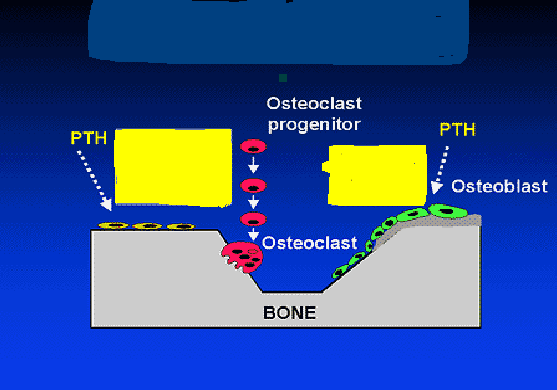 Osteoclast
progenitor
PTH
PTH
Osteoblast
Osteoclast
BONE